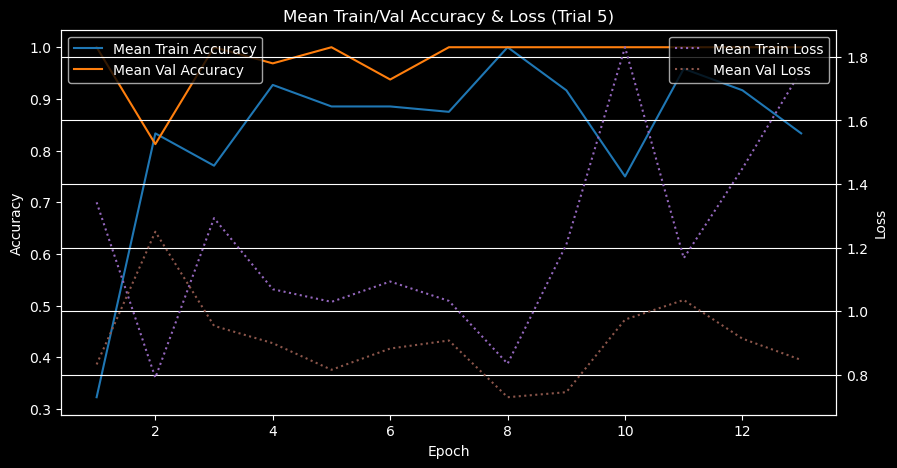 Mean Train/Val Accuracy & Loss (Trial 5)
Mean Train Accuracy
Mean Val Accuracy
Mean Train Loss
Mean Val Loss
Accuracy
1.0
0.9
0.8
0.7
0.6
0.5
0.4
0.3
Loss
1.8
1.6
1.4
1.2
1.0
0.8
2 4 6 8 10 12
Epoch